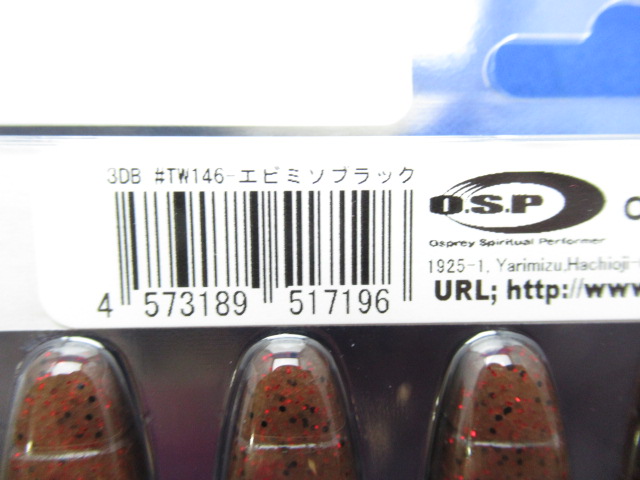 3DB #TW146-エビミソブラック
4 573189 517196
O.S.P
Osprey Spiritual Performer
1925-1, Yarimizu,Hachioji-
URL; http://www